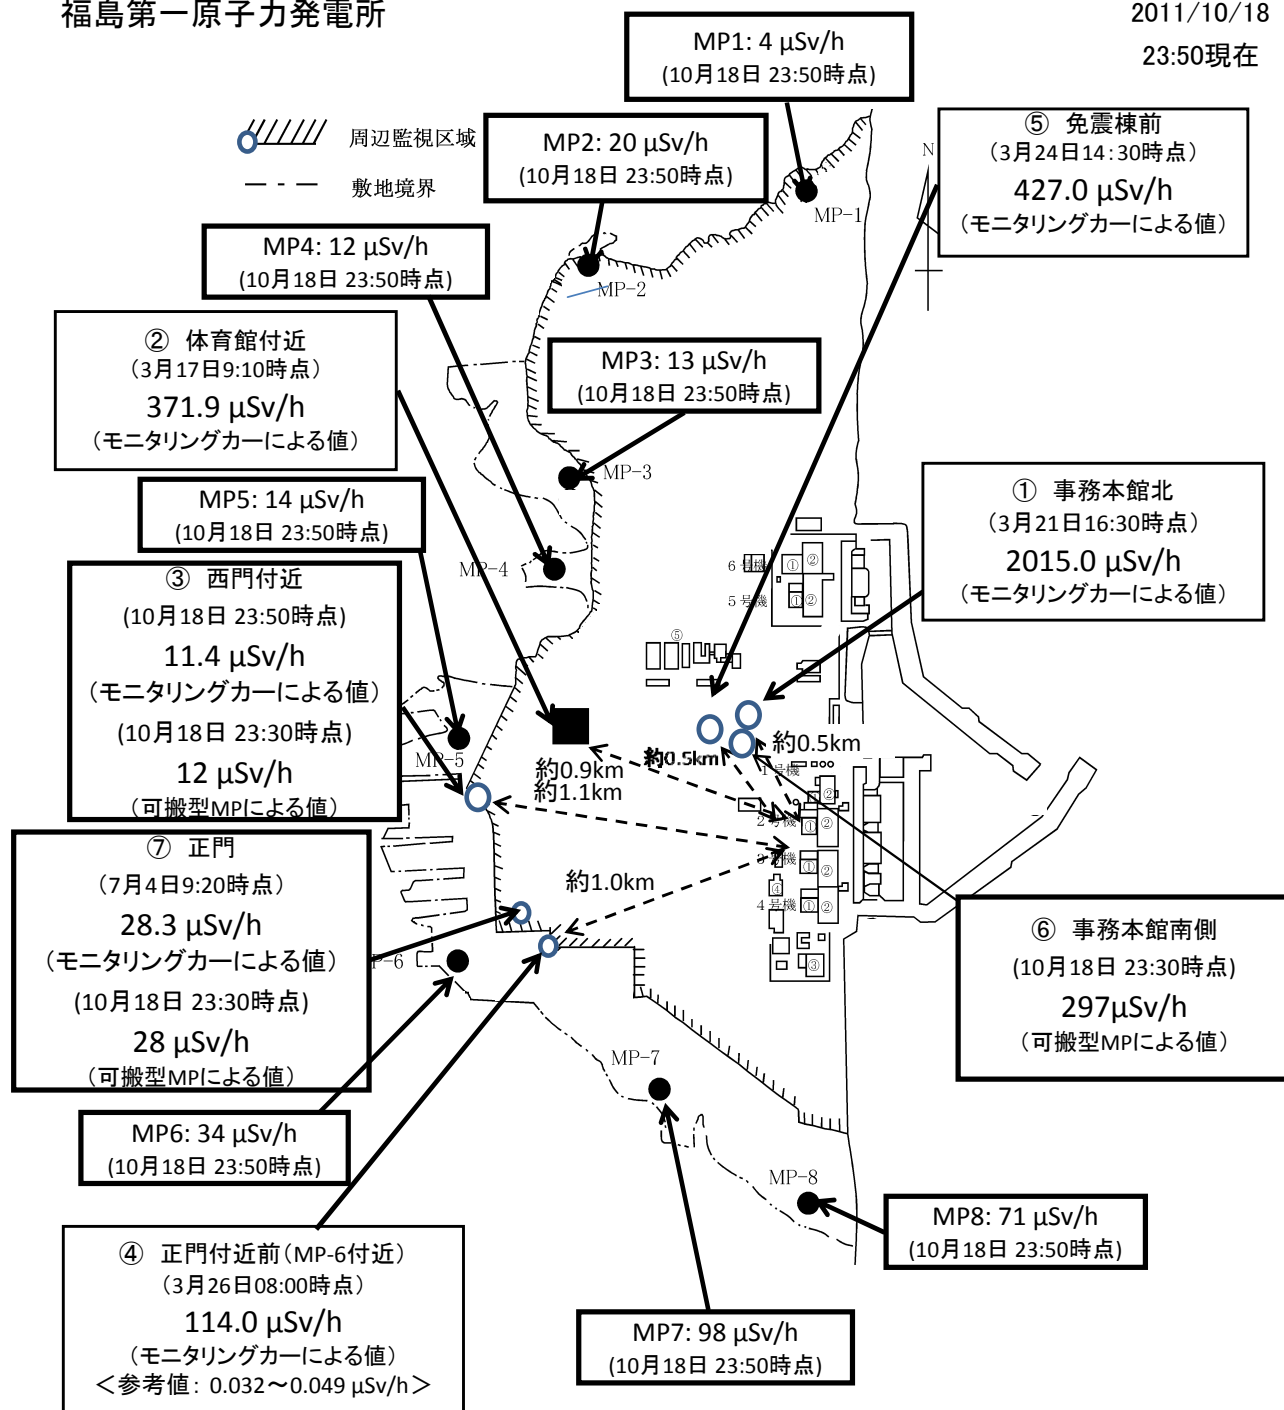 福島第一原子力発電所
2011/10/18
23:50現在
周辺監視区域
敷地境界
N
MP1: 4 µSv/h
(10月18日 23:50時点)
MP2: 20 µSv/h
(10月18日 23:50時点)
⑤ 免震棟前
(3月24日14:30時点)
427.0 µSv/h
(モニタリングカーによる値)
MP-1
MP4: 12 µSv/h
(10月18日 23:50時点)
MP-2
② 体育館付近
(3月17日9:10時点)
371.9 µSv/h
(モニタリングカーによる値)
MP3: 13 µSv/h
(10月18日 23:50時点)
MP-3
MP5: 14 µSv/h
(10月18日 23:50時点)
① 事務本館北
(3月21日16:30時点)
2015.0 µSv/h
(モニタリングカーによる値)
MP-4
6号機
① ②
5号機
① ②
③ 西門付近
(10月18日 23:50時点)
11.4 µSv/h
(モニタリングカーによる値)
(10月18日 23:30時点)
12 µSv/h
(可搬型MPによる値)
⑤
MP-5
約0.9km
約1.1km
約0.5km
約0.5km
1号機
②
2号機
① ②
3号機
① ②
④
4号機
① ②
③
約1.0km
⑦ 正門
(7月4日9:20時点)
28.3 µSv/h
(モニタリングカーによる値)
(10月18日 23:30時点)
28 µSv/h
(可搬型MPによる値)
P-6
⑥ 事務本館南側
(10月18日 23:30時点)
297µSv/h
(可搬型MPによる値)
MP-7
MP6: 34 µSv/h
(10月18日 23:50時点)
MP-8
MP8: 71 µSv/h
(10月18日 23:50時点)
④ 正門付近前(MP-6付近)
(3月26日08:00時点)
114.0 µSv/h
(モニタリングカーによる値)
<参考値: 0.032～0.049 µSv/h>
MP7: 98 µSv/h
(10月18日 23:50時点)